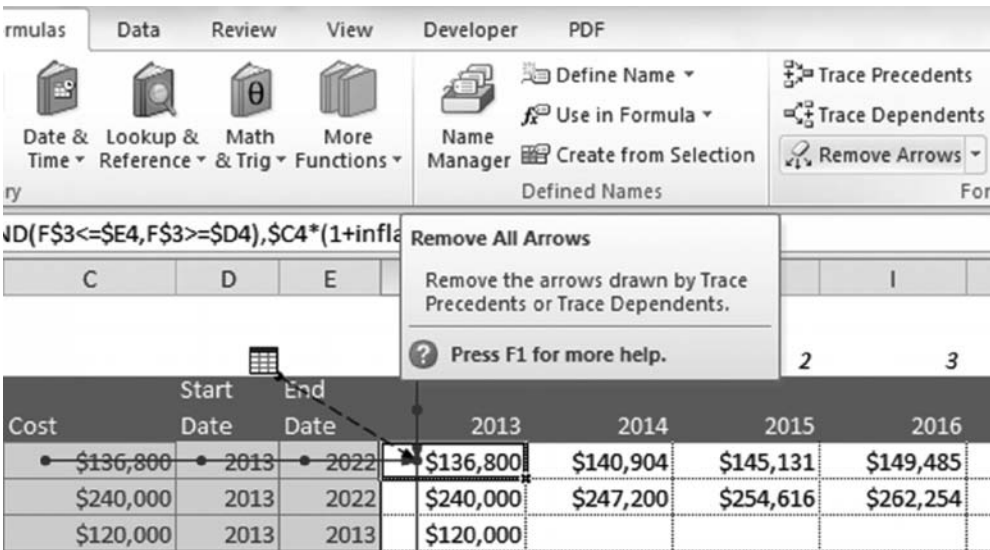 rmulas Data Review View Developer PDF
Define Name Trace Precedents
θ
fx Use in Formula Trace Dependents
Date & Lookup & Math More Name
Time Reference & Trig Functions Manager Create from Selection Remove Arrows
ry Defined Names For
ND(F$3<=$E4,F$3>=$D4),$C4*(1+infla
Remove All Arrows
Remove the arrows drawn by Trace
Precedents or Trace Dependents.
? Press F1 for more help.
C D E I
2 3
Start End
Cost Date Date 2013 2014 2015 2016
$136,800 2013 2022 $136,800 $140,904 $145,131 $149,485
$240,000 2013 2022 $240,000 $247,200 $254,616 $262,254
$120,000 2013 2013 $120,000